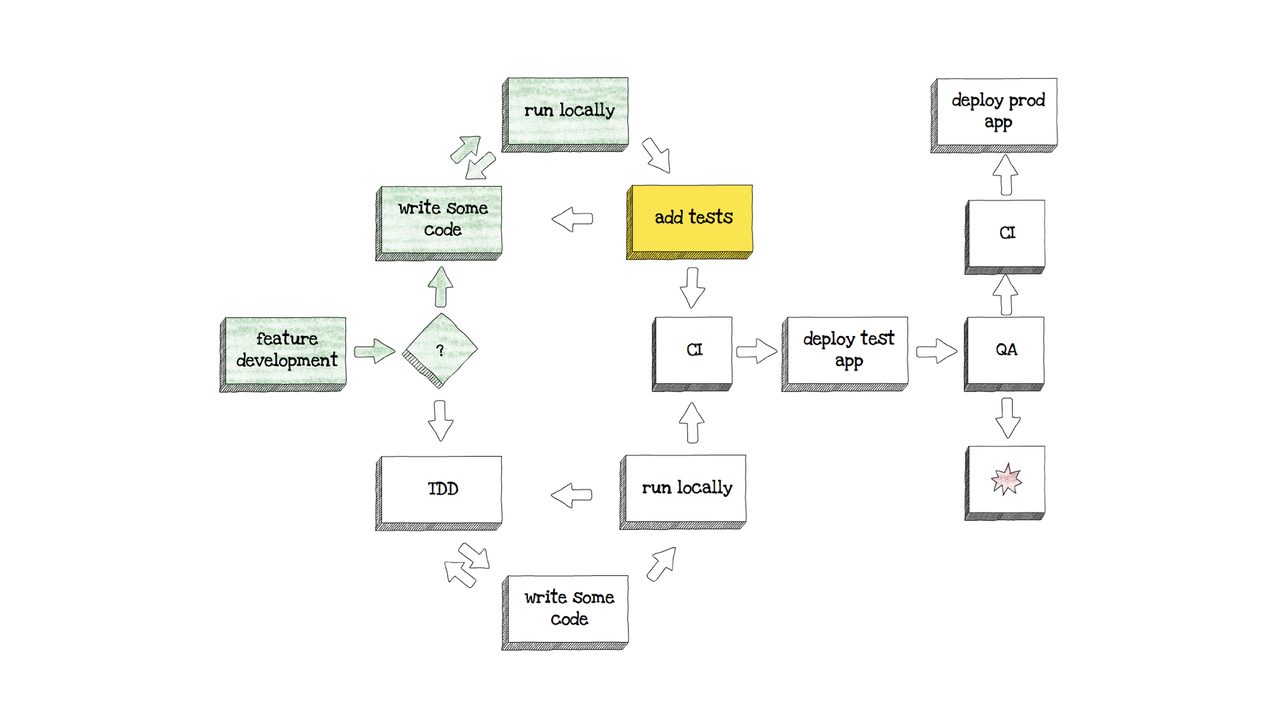 run locally
deploy prod
app
write some
code
add tests
CI
feature
development
?
CI
deploy test
app
QA
TDD
run locally
write some
code